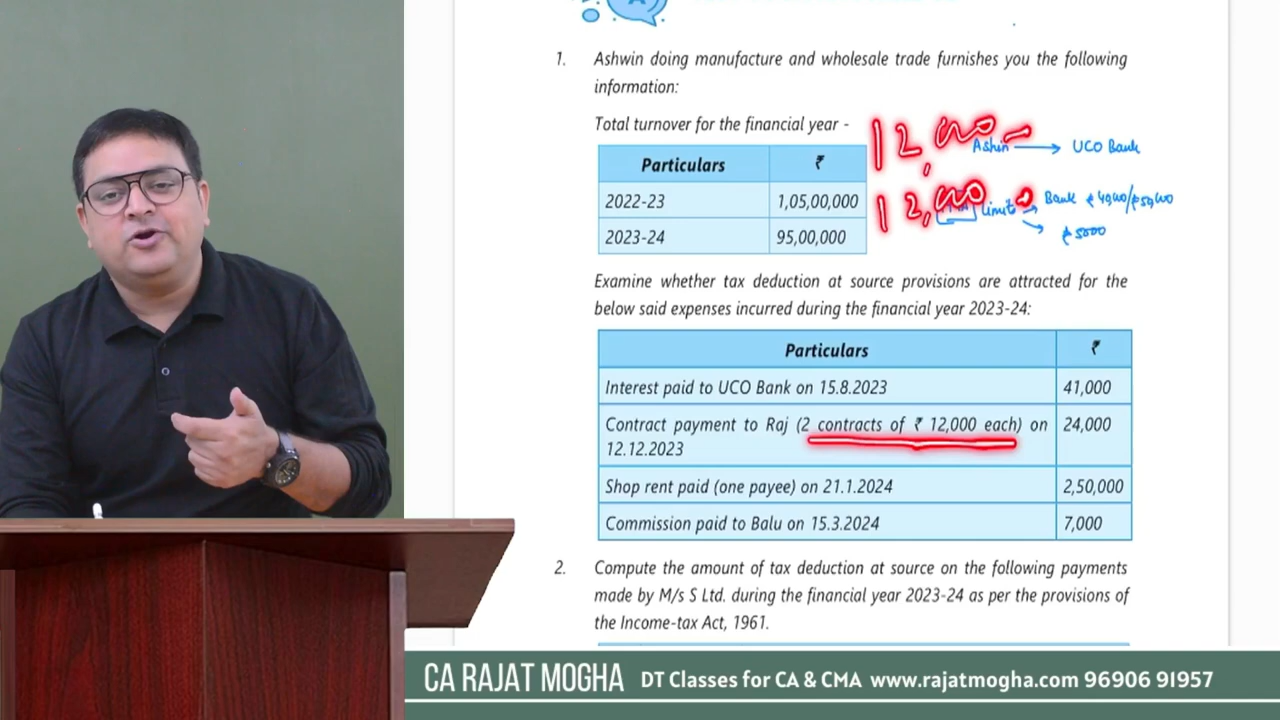 1. Ashwin doing manufacture and wholesale trade furnishes you the following
information:
Total turnover for the financial year -
Particulars ₹
2022-23 1,05,00,000
2023-24 95,00,000
12,000
Ashin → UCO Bank
12,000
Limit Bank ₹ 40,000/₹50,000
₹ 5000
Examine whether tax deduction at source provisions are attracted for the
below said expenses incurred during the financial year 2023-24:
Particulars ₹
Interest paid to UCO Bank on 15.8.2023 41,000
Contract payment to Raj (2 contracts of ₹ 12,000 each) on 24,000
12.12.2023
Shop rent paid (one payee) on 21.1.2024 2,50,000
Commission paid to Balu on 15.3.2024 7,000
2. Compute the amount of tax deduction at source on the following payments
made by M/s S Ltd. during the financial year 2023-24 as per the provisions of
the Income-tax Act, 1961.
CA RAJAT MOGHA DT Classes for CA & CMA www.rajatmogha.com 96906 91957